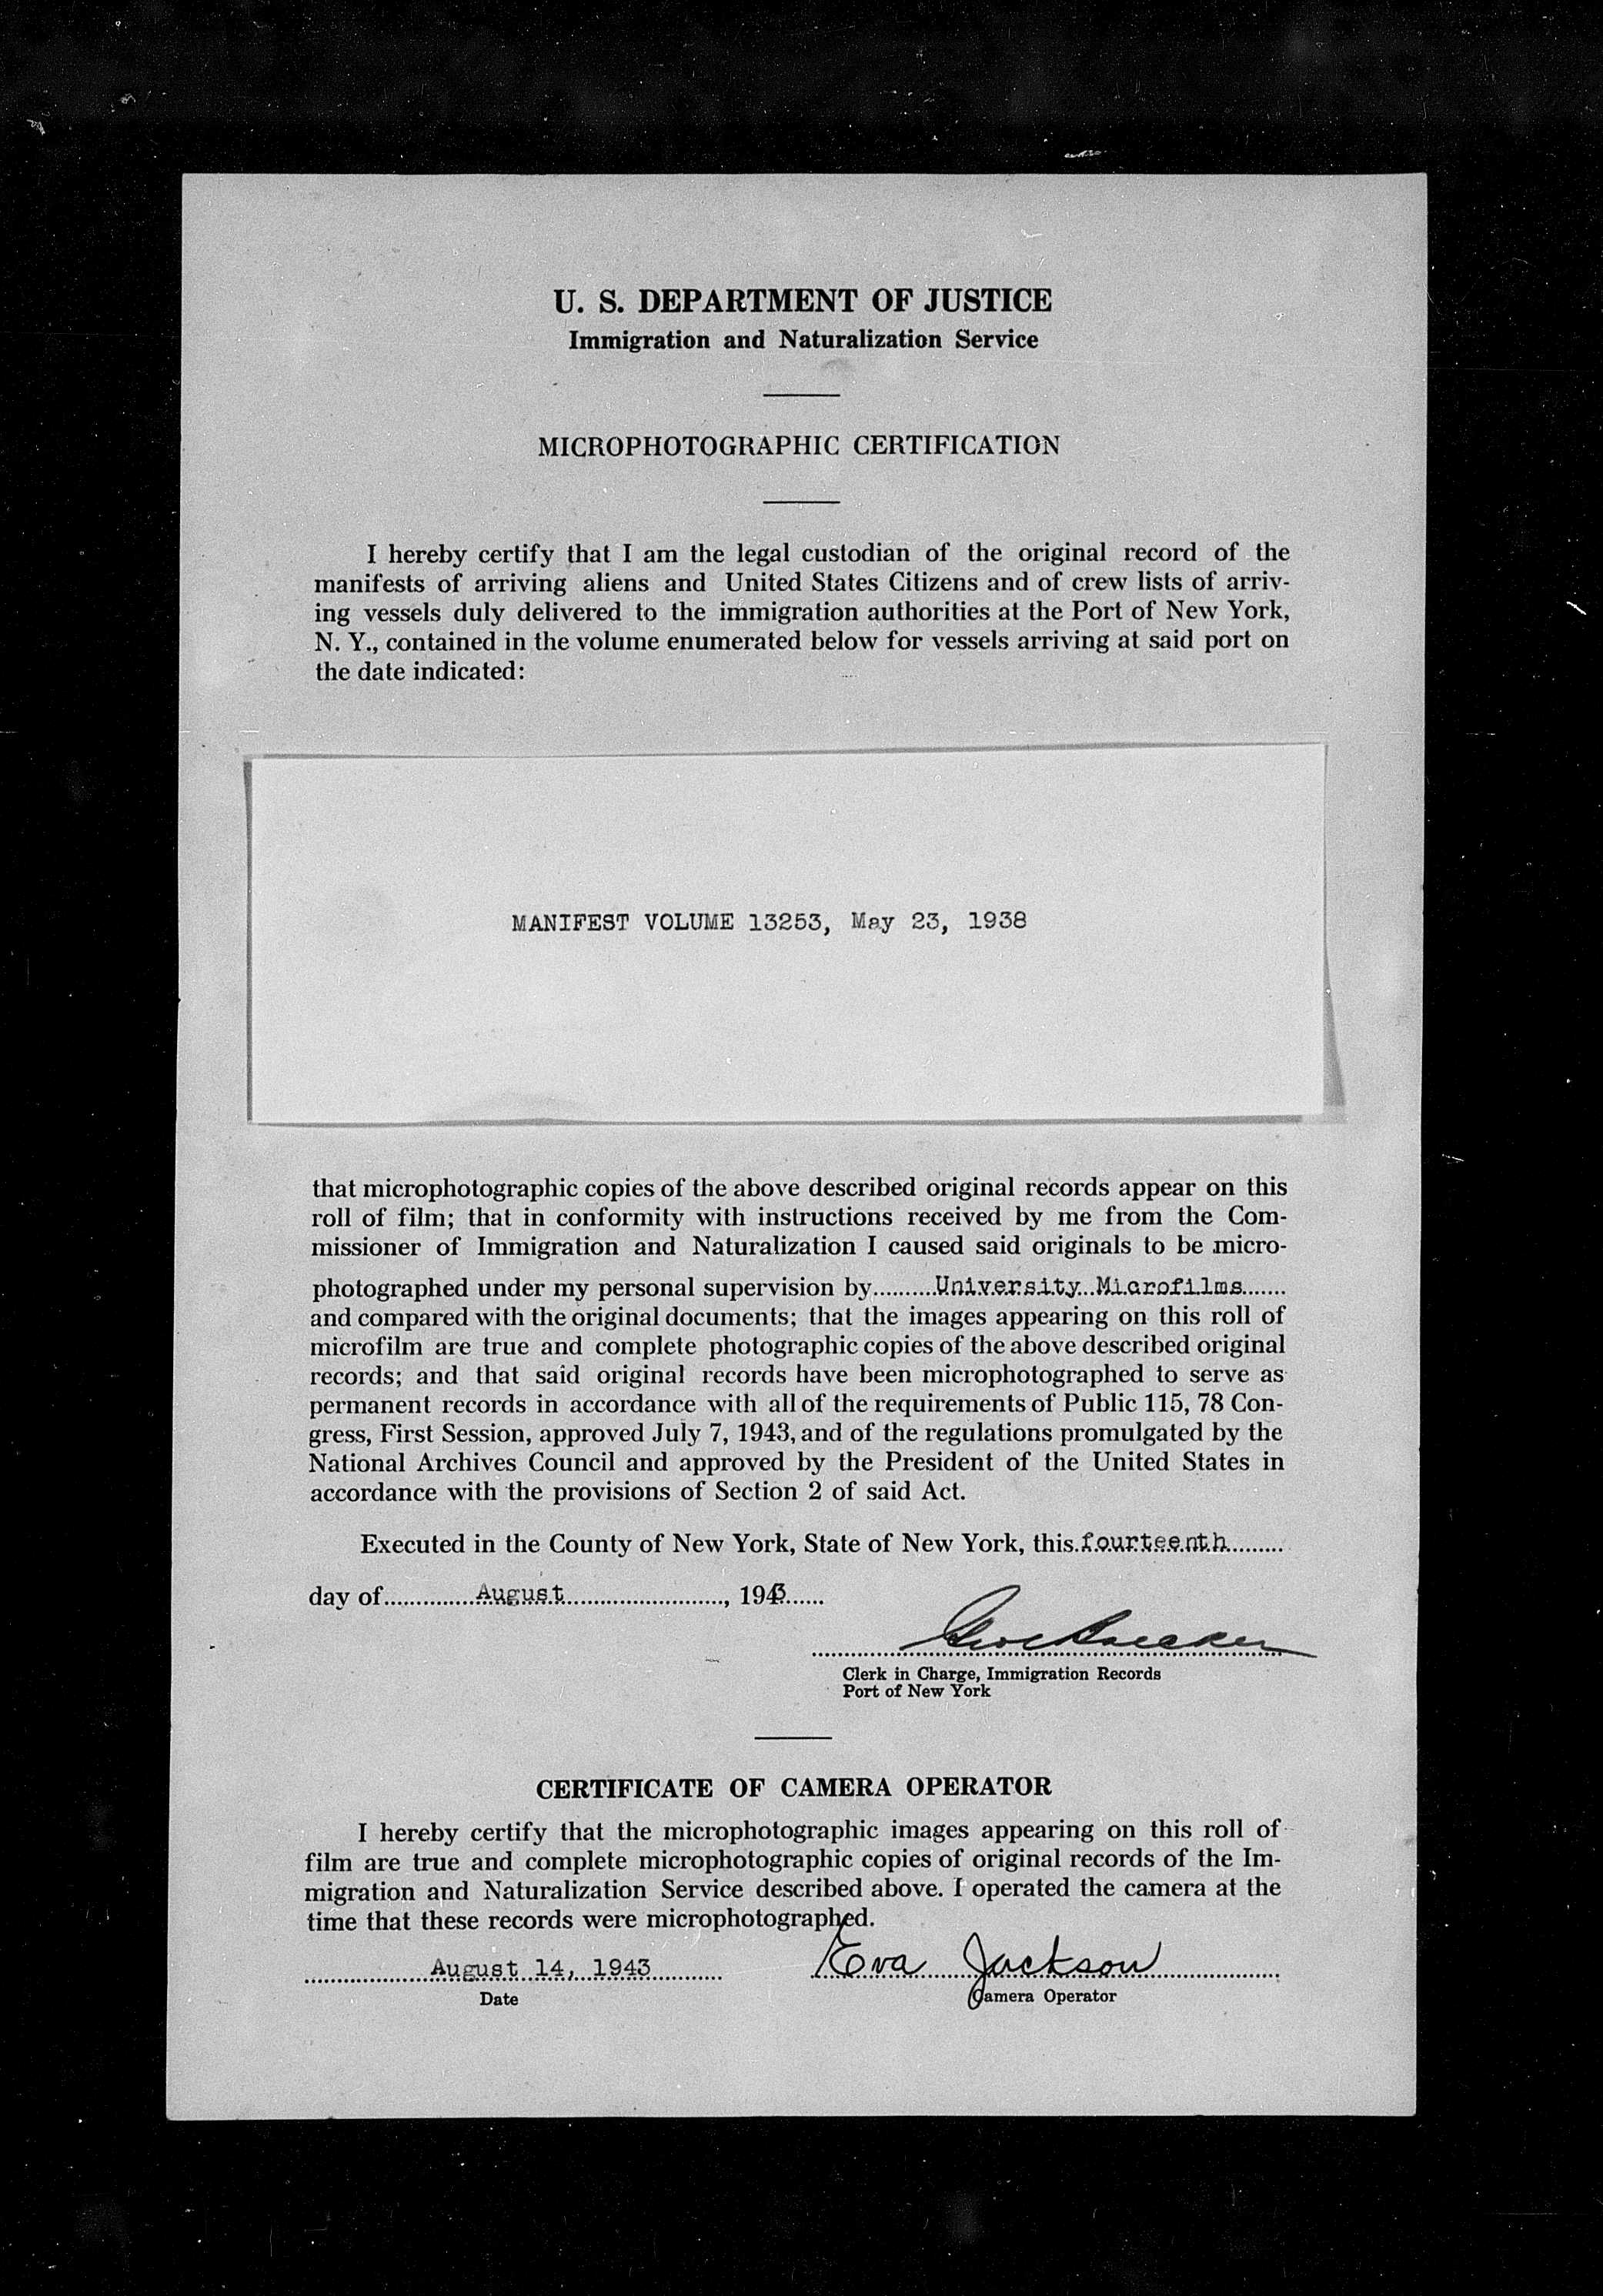 U. S. DEPARTMENT OF JUSTICE
Immigration and Naturalization Service
MICROPHOTOGRAPHIC CERTIFICATION
I hereby certify that I am the legal custodian of the original record of the
manifests of arriving aliens and United States Citizens and of crew lists of arriv-
ing vessels duly delivered to the immigration authorities at the Port of New York,
N. Y., contained in the volume enumerated below for vessels arriving at said port on
the date indicated:
MANIFEST VOLUME 13253, May 23, 1938
that microphotographic copies of the above described original records appear on this
roll of film; that in conformity with instructions received by me from the Com-
missioner of Immigration and Naturalization I caused said originals to be micro-
photographed under my personal supervision by..........University Microfilms.......
and compared with the original documents; that the images appearing on this roll of
microfilm are true and complete photographic copies of the above described original
records; and that said original records have been microphotographed to serve as
permanent records in accordance with all of the requirements of Public 115, 78 Con-
gress, First Session, approved July 7, 1943, and of the regulations promulgated by the
National Archives Council and approved by the President of the United States in
accordance with the provisions of Section 2 of said Act.
Executed in the County of New York, State of New York, this fourteenth
day of August, 1943
Clerk in Charge, Immigration Records
Port of New York
CERTIFICATE OF CAMERA OPERATOR
I hereby certify that the microphotographic images appearing on this roll of
film are true and complete microphotographic copies of original records of the Im-
migration and Naturalization Service described above. I operated the camera at the
time that these records were microphotographed.
August 14, 1943 Eva Jackson
Date Camera Operator